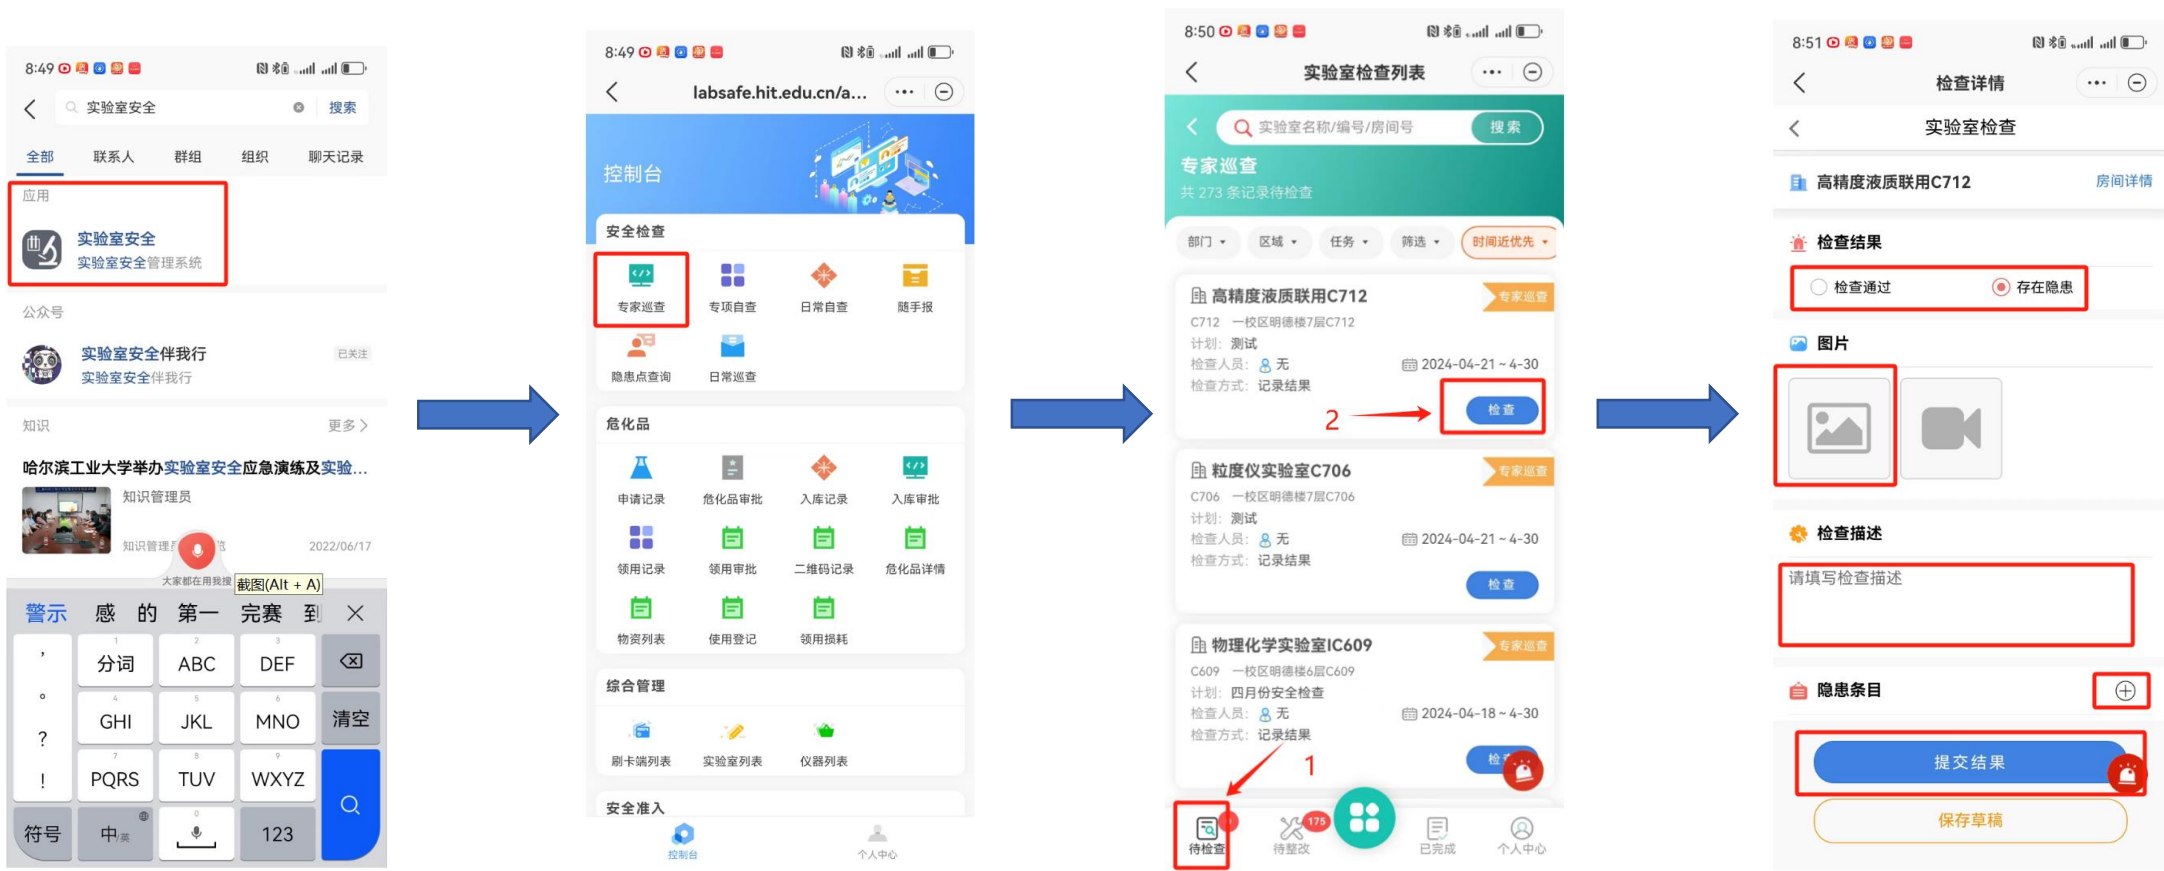 8:49
实验室安全
搜索
全部 联系人 群组 组织 聊天记录
应用
实验室安全
实验室安全管理系统
公众号
实验室安全伴我行
已关注
实验室安全伴我行
知识
更多
哈尔滨工业大学举办实验室安全应急演练及实验...
知识管理员
2022/06/17
大家都在用我搜
截图(Alt + A)
警示 感 的 第一 完赛 到
, 1 分词 2 ABC 3 DEF
。 4 GHI 5 JKL 6 MNO 清空
?
! 7 PQRS 8 TUV 9 WXYZ
符号 中/英 0 123
8:49
labsafe.hit.edu.cn/a...
控制台
安全检查
专家巡查 专项自查 日常自查 随手报
隐患点查询 日常巡查
危化品
申请记录 危化品审批 入库记录 入库审批
领用记录 领用审批 二维码记录 危化品详情
物资列表 使用登记 领用损耗
综合管理
刷卡端列表 实验室列表 仪器列表
安全准入
控制台 个人中心
8:50
实验室检查列表
实验室名称/编号/房间号
搜索
专家巡查
共 273 条记录待检查
部门 区域 任务 筛选 时间近优先
高精度液质联用C712
专家巡查
C712 一校区明德楼7层C712
计划: 测试
检查人员: 无 2024-04-21 ~ 4-30
检查方式: 记录结果
2
检查
粒度仪实验室C706
专家巡查
C706 一校区明德楼7层C706
计划: 测试
检查人员: 无 2024-04-21 ~ 4-30
检查方式: 记录结果
检查
物理化学实验室IC609
专家巡查
C609 一校区明德楼6层C609
计划: 四月份安全检查
检查人员: 无 2024-04-18 ~ 4-30
检查方式: 记录结果
1
175
待检查 待整改 已完成 个人中心
8:51
检查详情
实验室检查
高精度液质联用C712
房间详情
检查结果
检查通过 存在隐患
图片
检查描述
请填写检查描述
隐患条目
提交结果
保存草稿